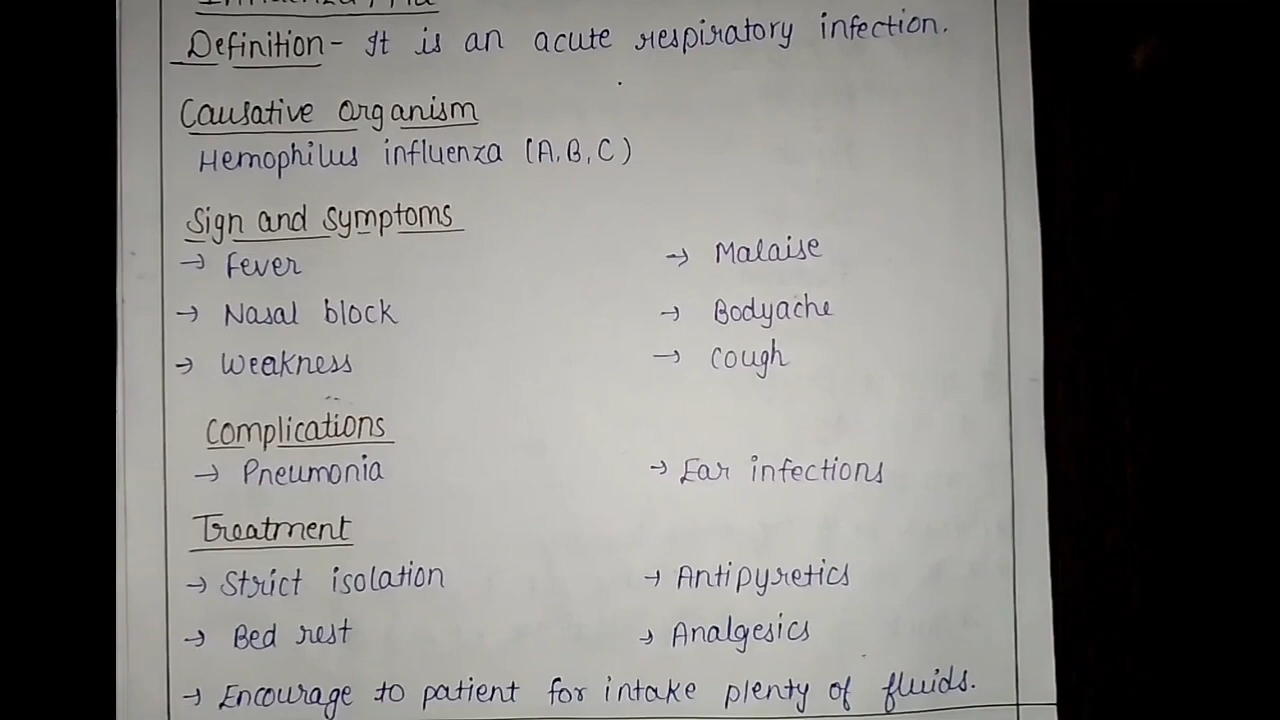 Definition - It is an acute respiratory infection.
Causative organism
Hemophilus influenza (A, B, C)
Sign and symptoms
→ Fever → Malaise
→ Nasal block → Bodyache
→ Weakness → Cough
Complications
→ Pneumonia → Ear infections
Treatment
→ Strict isolation → Antipyretics
→ Bed rest → Analgesics
→ Encourage to patient for intake plenty of fluids.